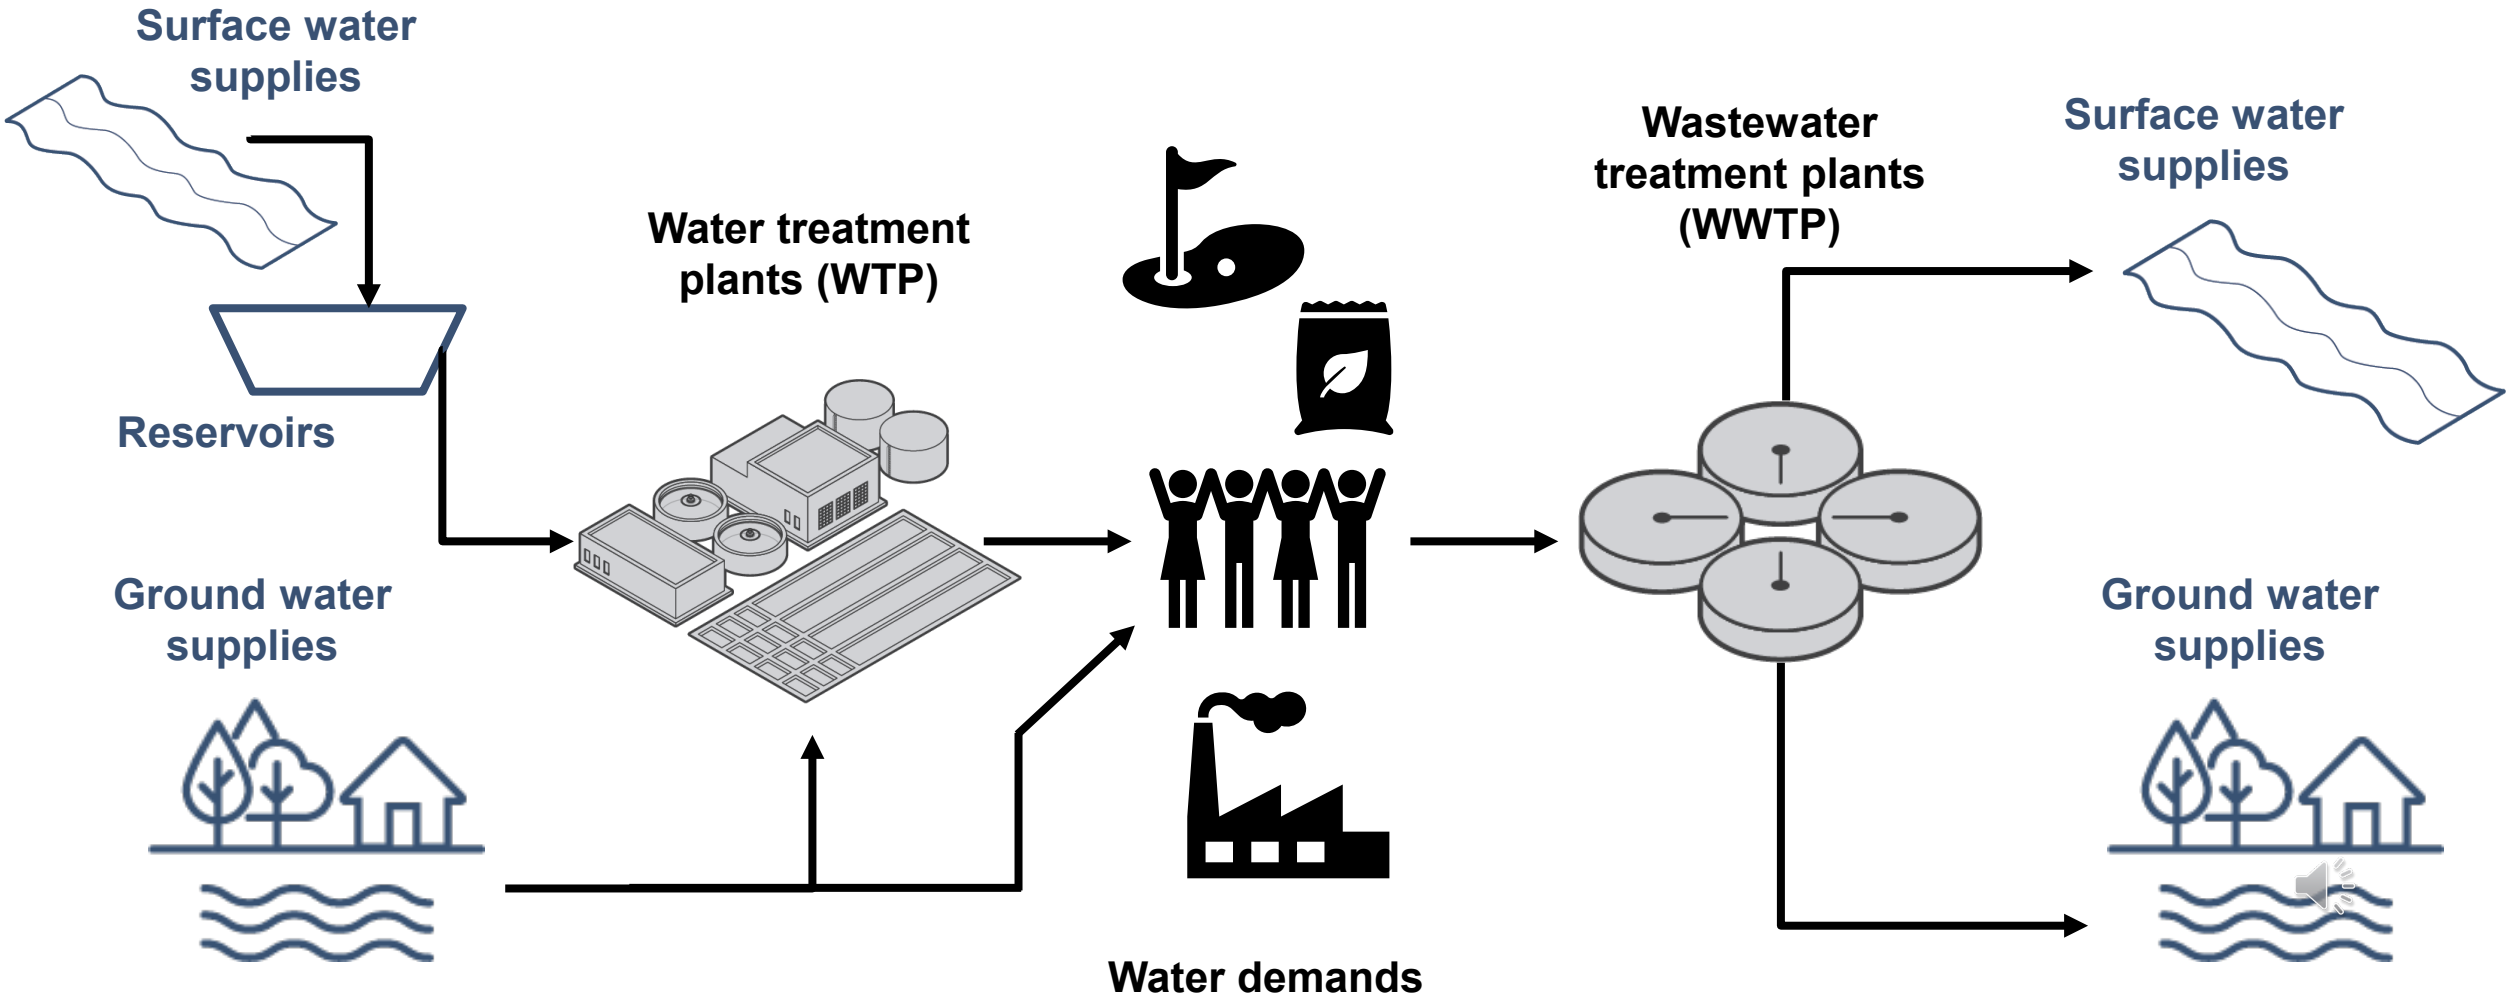 Surface water
supplies
Reservoirs
Ground water
supplies
Water treatment
plants (WTP)
Water demands
Wastewater
treatment plants
(WWTP)
Surface water
supplies
Ground water
supplies